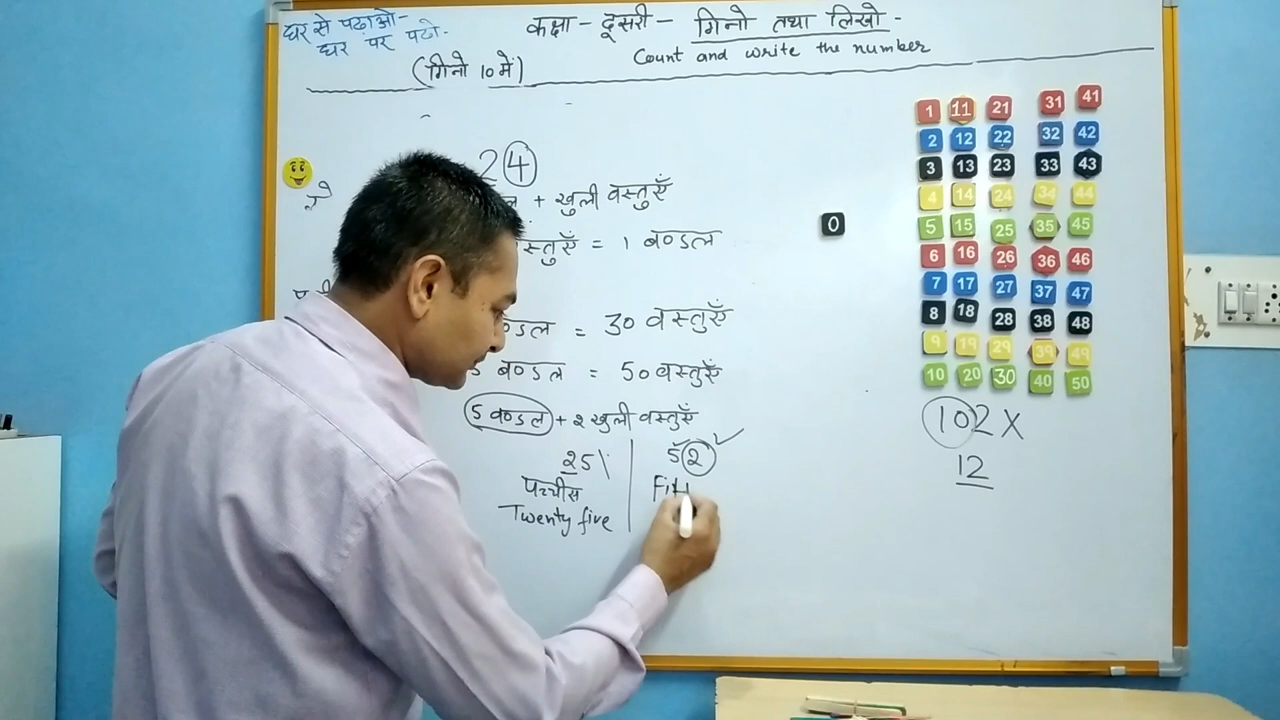 घर से पढ़ाओ-
घर पर पढो-
कक्षा - दूसरी - गिनो तथा लिखो -
Count and write the number
(गिनो 10 में)
24
+ खुली वस्तुएँ
= 1 बण्डल
= 30 वस्तुएँ
5 बण्डल = 50 वस्तुएँ
5 बण्डल + 2 खुली वस्तुएँ
25
पच्चीस
Twenty five
52
0
1 11 21 31 41
2 12 22 32 42
3 13 23 33 43
4 14 24 34 44
5 15 25 35 45
6 16 26 36 46
7 17 27 37 47
8 18 28 38 48
9 19 29 39 49
10 20 30 40 50
102 X
12